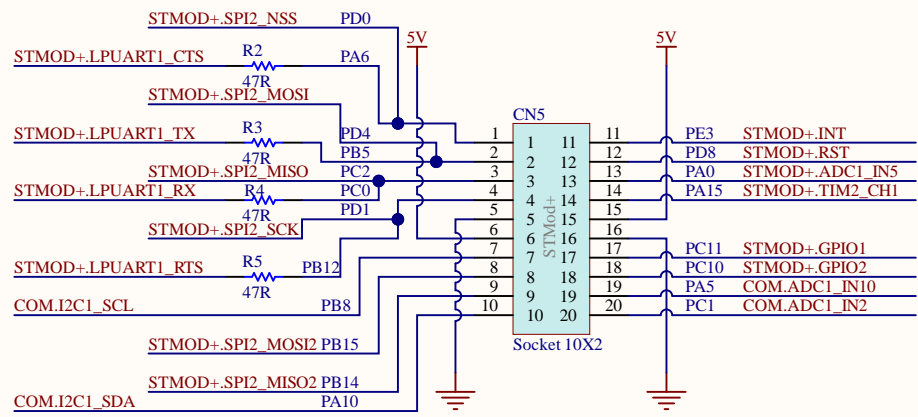 STMOD+.SPI2_NSS PD0
5V 5V
R2
STMOD+.LPUART1_CTS PA6
47R
STMOD+.SPI2_MOSI
CN5
R3 PD4 1 1 11 11 PE3 STMOD+.INT
STMOD+.LPUART1_TX
47R PB5 2 2 12 12 PD8 STMOD+.RST
STMOD+.SPI2_MISO PC2 3 3 13 13 PA0 STMOD+.ADC1_IN5
STMOD+.LPUART1_RX R4 PC0 4 4 14 14 PA15 STMOD+.TIM2_CH1
47R PD1 5 5 15 15
STMOD+.SPI2_SCK 6 6 16 16
STMod+
R5 7 7 17 17 PC11 STMOD+.GPIO1
STMOD+.LPUART1_RTS PB12 8 8 18 18 PC10 STMOD+.GPIO2
47R 9 9 19 19 PA5 COM.ADC1_IN10
COM.I2C1_SCL PB8 10 10 20 20 PC1 COM.ADC1_IN2
STMOD+.SPI2_MOSI2 PB15 Socket 10X2
STMOD+.SPI2_MISO2 PB14
COM.I2C1_SDA PA10